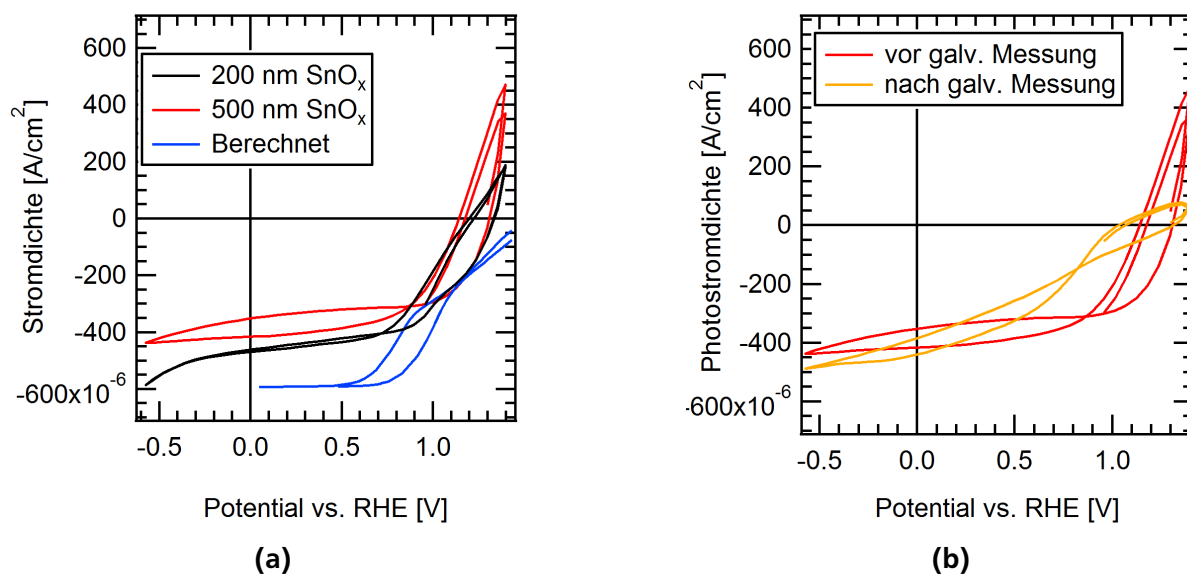 600
400
200
0
-200
-400
-600x10⁻⁶
Stromdichte [A/cm²]
200 nm SnOₓ
500 nm SnOₓ
Berechnet
-0.5
0.0
0.5
1.0
Potential vs. RHE [V]
(a)
600
400
200
0
-200
-400
-600x10⁻⁶
Photostromdichte [A/cm²]
vor galv. Messung
nach galv. Messung
-0.5
0.0
0.5
1.0
Potential vs. RHE [V]
(b)